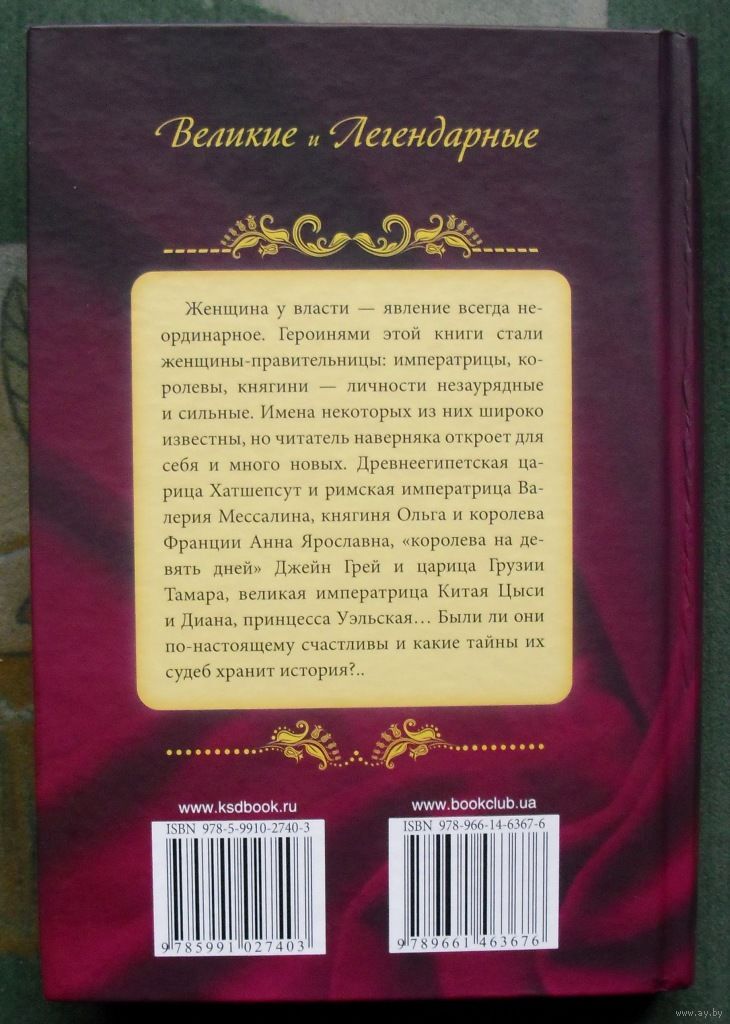 Великие и Легендарные
Женщина у власти — явление всегда не-
ординарное. Героинями этой книги стали
женщины-правительницы: императрицы, ко-
ролевы, княгини — личности незаурядные
и сильные. Имена некоторых из них широко
известны, но читатель наверняка откроет для
себя и много новых. Древнеегипетская ца-
рица Хатшепсут и римская императрица Ва-
лерия Мессалина, княгиня Ольга и королева
Франции Анна Ярославна, «королева на де-
вять дней» Джейн Грей и царица Грузии
Тамара, великая императрица Китая Цыси
и Диана, принцесса Уэльская... Были ли они
по-настоящему счастливы и какие тайны их
судеб хранит история?..
www.ksdbook.ru
ISBN 978-5-9910-2740-3
9 785991 027403
www.bookclub.ua
ISBN 978-966-14-6367-6
9 789661 463676
www.ay.by